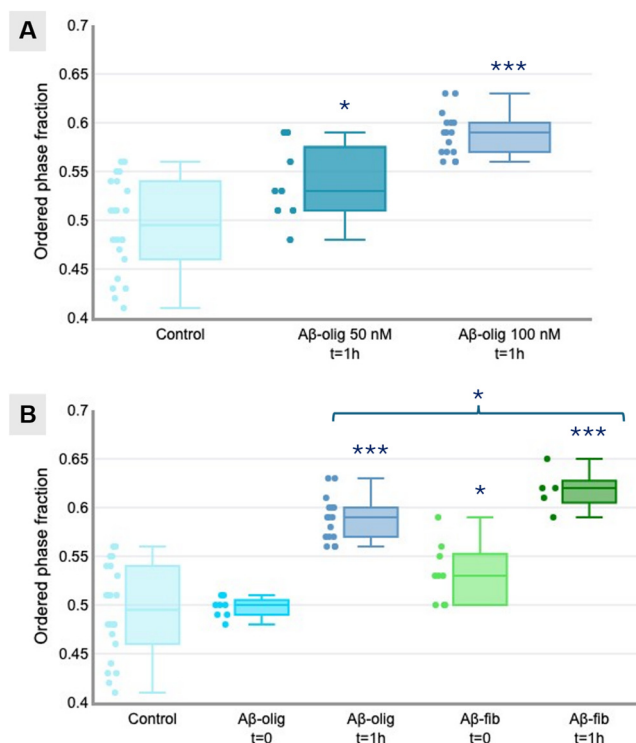 A
0.7
0.65
0.6
0.55
0.5
0.45
0.4
Ordered phase fraction
*
***
Control
Aβ-olig 50 nM
t=1h
Aβ-olig 100 nM
t=1h
B
0.7
0.65
0.6
0.55
0.5
0.45
0.4
Ordered phase fraction
*
***
*
***
Control
Aβ-olig
t=0
Aβ-olig
t=1h
Aβ-fib
t=0
Aβ-fib
t=1h